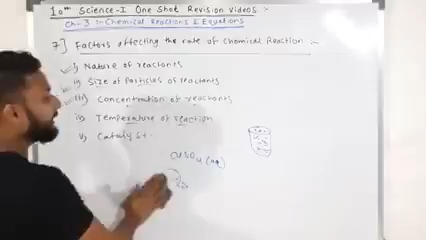 10th Science-I One Shot Revision Videos :-
Ch-3 :- Chemical Reactions & Equations
7] Factors affecting the rate of Chemical Reaction :-
i) Nature of reactants
ii) Size of Particles of reactants
iii) Concentration of reactants
iv) Temperature of reaction
v) Catalyst.
CuSO4 (aq)